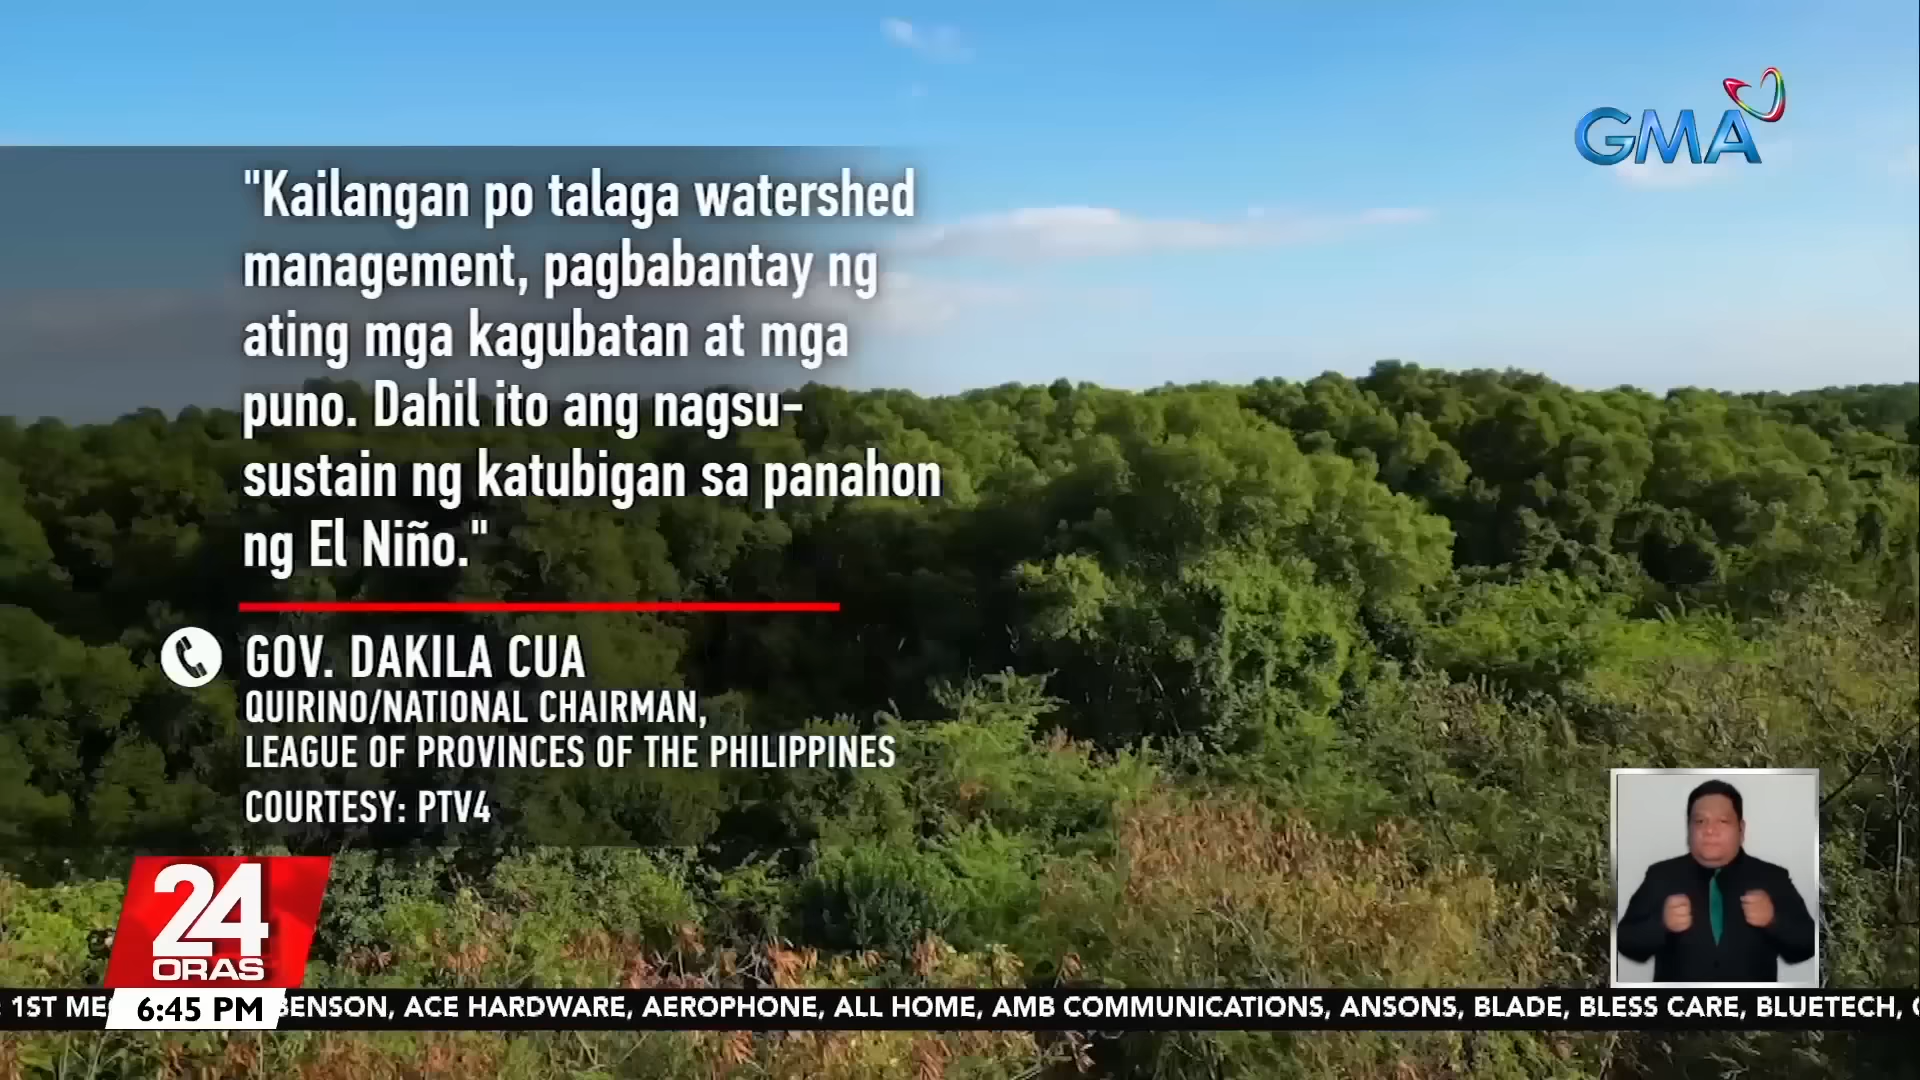 GMA
"Kailangan po talaga watershed
management, pagbabantay ng
ating mga kagubatan at mga
puno. Dahil ito ang nagsu-
sustain ng katubigan sa panahon
ng El Niño."
GOV. DAKILA CUA
QUIRINO/NATIONAL CHAIRMAN,
LEAGUE OF PROVINCES OF THE PHILIPPINES
COURTESY: PTV4
24
ORAS
6:45 PM
: 1ST BENSON, ACE HARDWARE, AEROPHONE, ALL HOME, AMB COMMUNICATIONS, ANSONS, BLADE, BLESS CARE, BLUETECH,